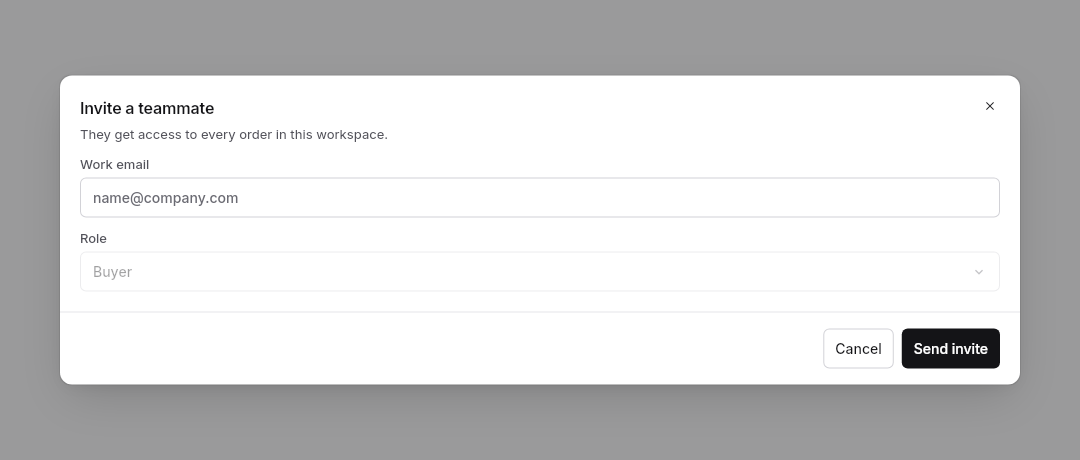 Invite a teammate
They get access to every order in this workspace.
Work email
name@company.com
Role
Buyer
Cancel
Send invite